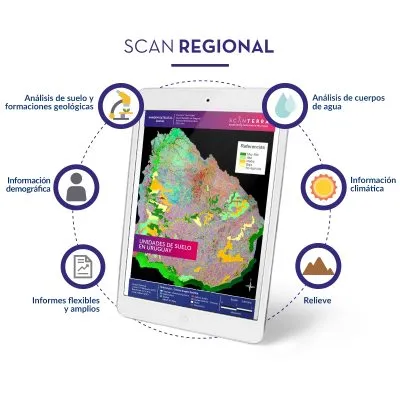 SCAN REGIONAL
Análisis de suelo y
formaciones geológicas
Análisis de cuerpos
de agua
SCANTERRA
Referencias
Información
demográfica
Información
climática
UNIDADES DE SUELO
EN URUGUAY
Informes flexibles
y amplios
Relieve